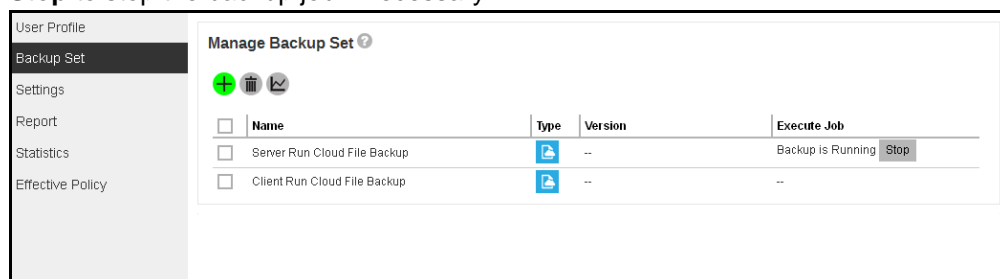 User Profile
Backup Set
Settings
Report
Statistics
Effective Policy
Manage Backup Set ?
Name Type Version Execute Job
Server Run Cloud File Backup -- Backup is Running Stop
Client Run Cloud File Backup -- --